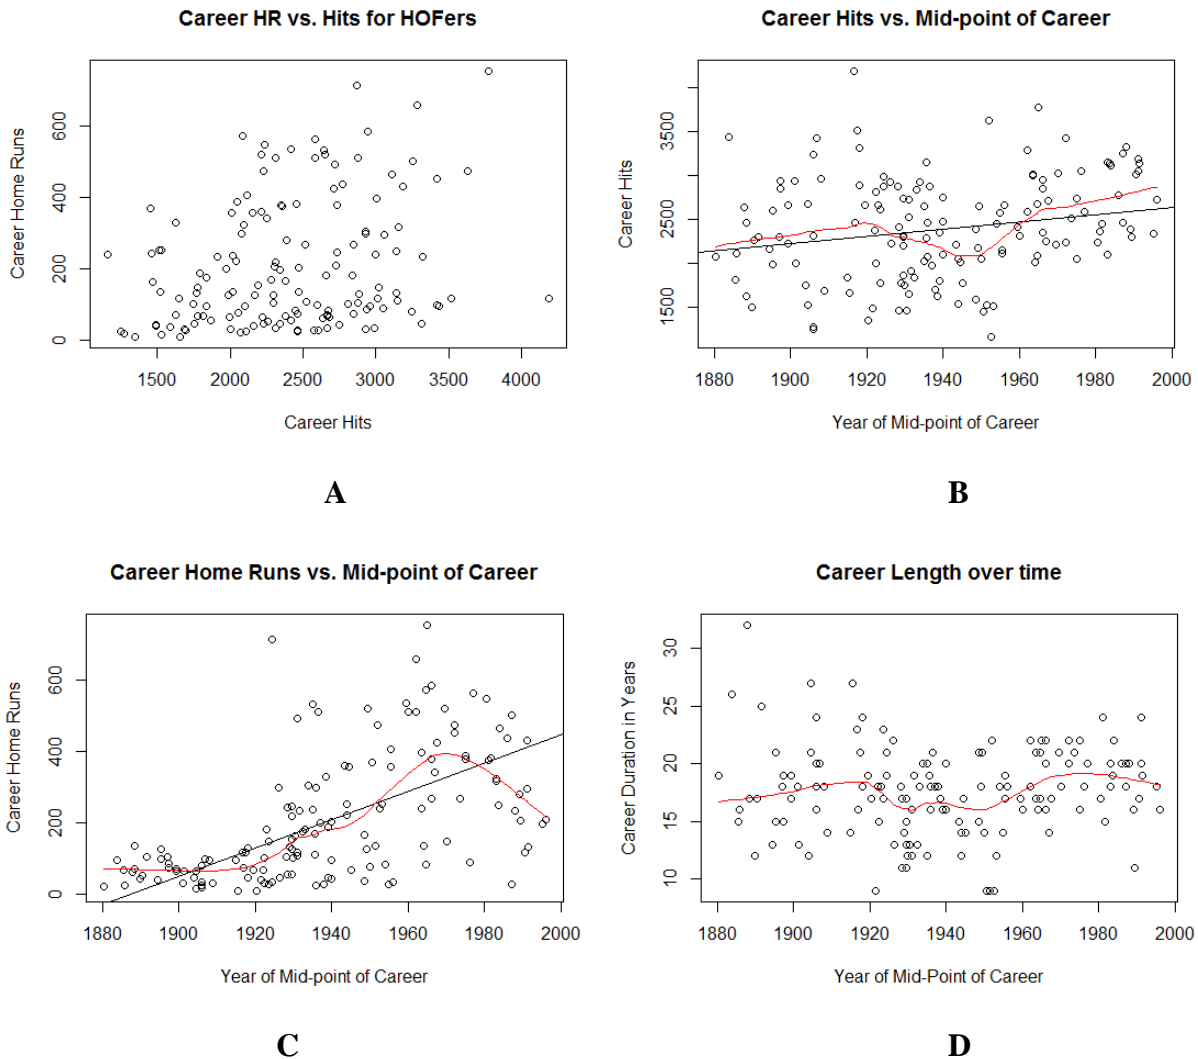 Career HR vs. Hits for HOFers
Career Home Runs
600
400
200
0
1500 2000 2500 3000 3500 4000
Career Hits
A
Career Hits vs. Mid-point of Career
Career Hits
3500
2500
1500
1880 1900 1920 1940 1960 1980 2000
Year of Mid-point of Career
B
Career Home Runs vs. Mid-point of Career
Career Home Runs
600
400
200
0
1880 1900 1920 1940 1960 1980 2000
Year of Mid-point of Career
C
Career Length over time
Career Duration in Years
30
25
20
15
10
1880 1900 1920 1940 1960 1980 2000
Year of Mid-Point of Career
D